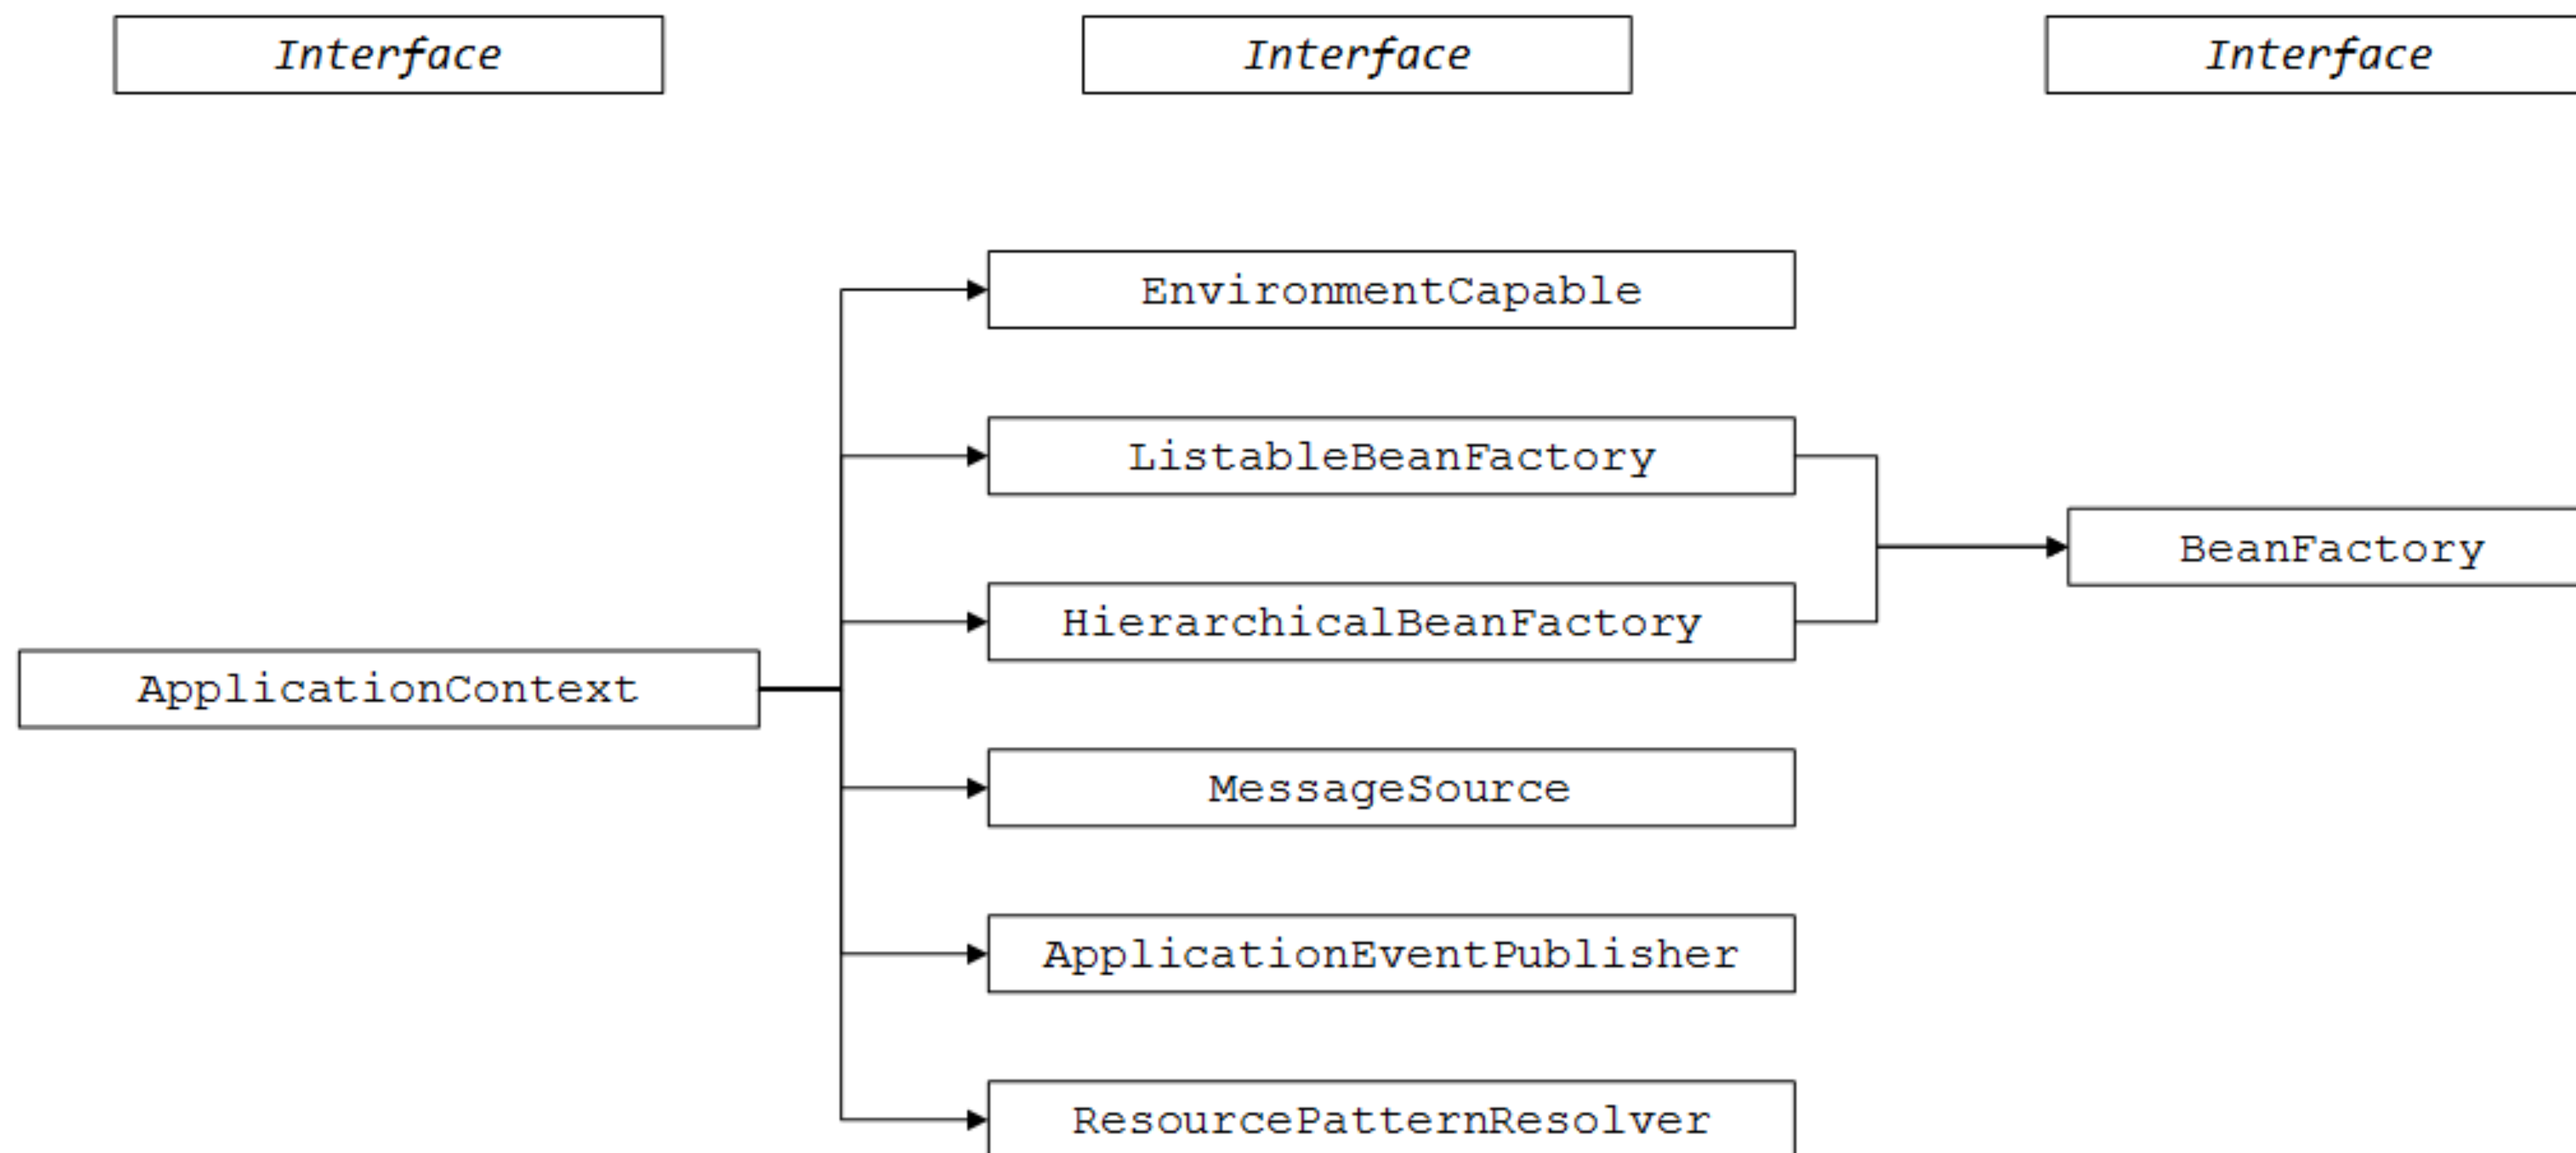 Interface
Interface
Interface
EnvironmentCapable
ListableBeanFactory
BeanFactory
HierarchicalBeanFactory
ApplicationContext
MessageSource
ApplicationEventPublisher
ResourcePatternResolver